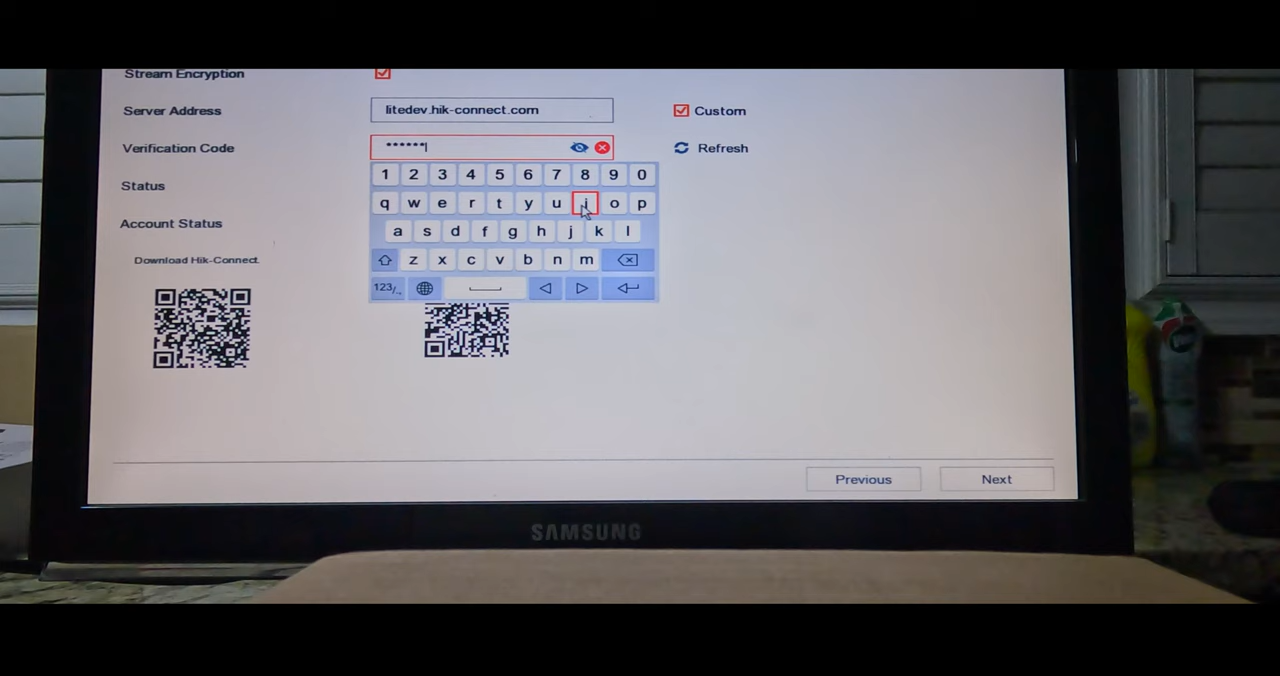 Stream Encryption
Server Address litedev.hik-connect.com Custom
Verification Code ****** Refresh
1 2 3 4 5 6 7 8 9 0
Status
q w e r t y u i o p
Account Status a s d f g h j k l
Download Hik-Connect. z x c v b n m
123/.,
Previous Next
SAMSUNG